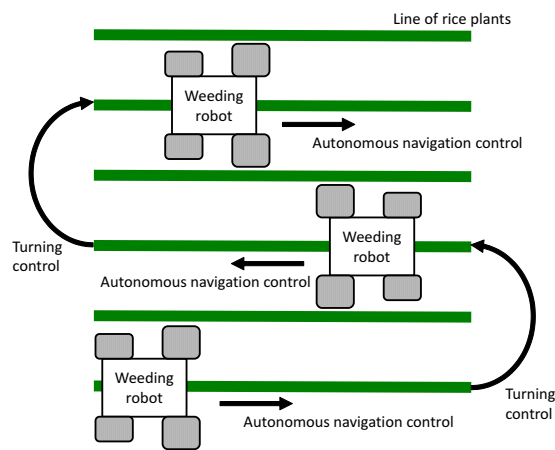 Line of rice plants
Weeding
robot
Autonomous navigation control
Weeding
robot
Turning
control
Autonomous navigation control
Weeding
robot
Turning
control
Autonomous navigation control